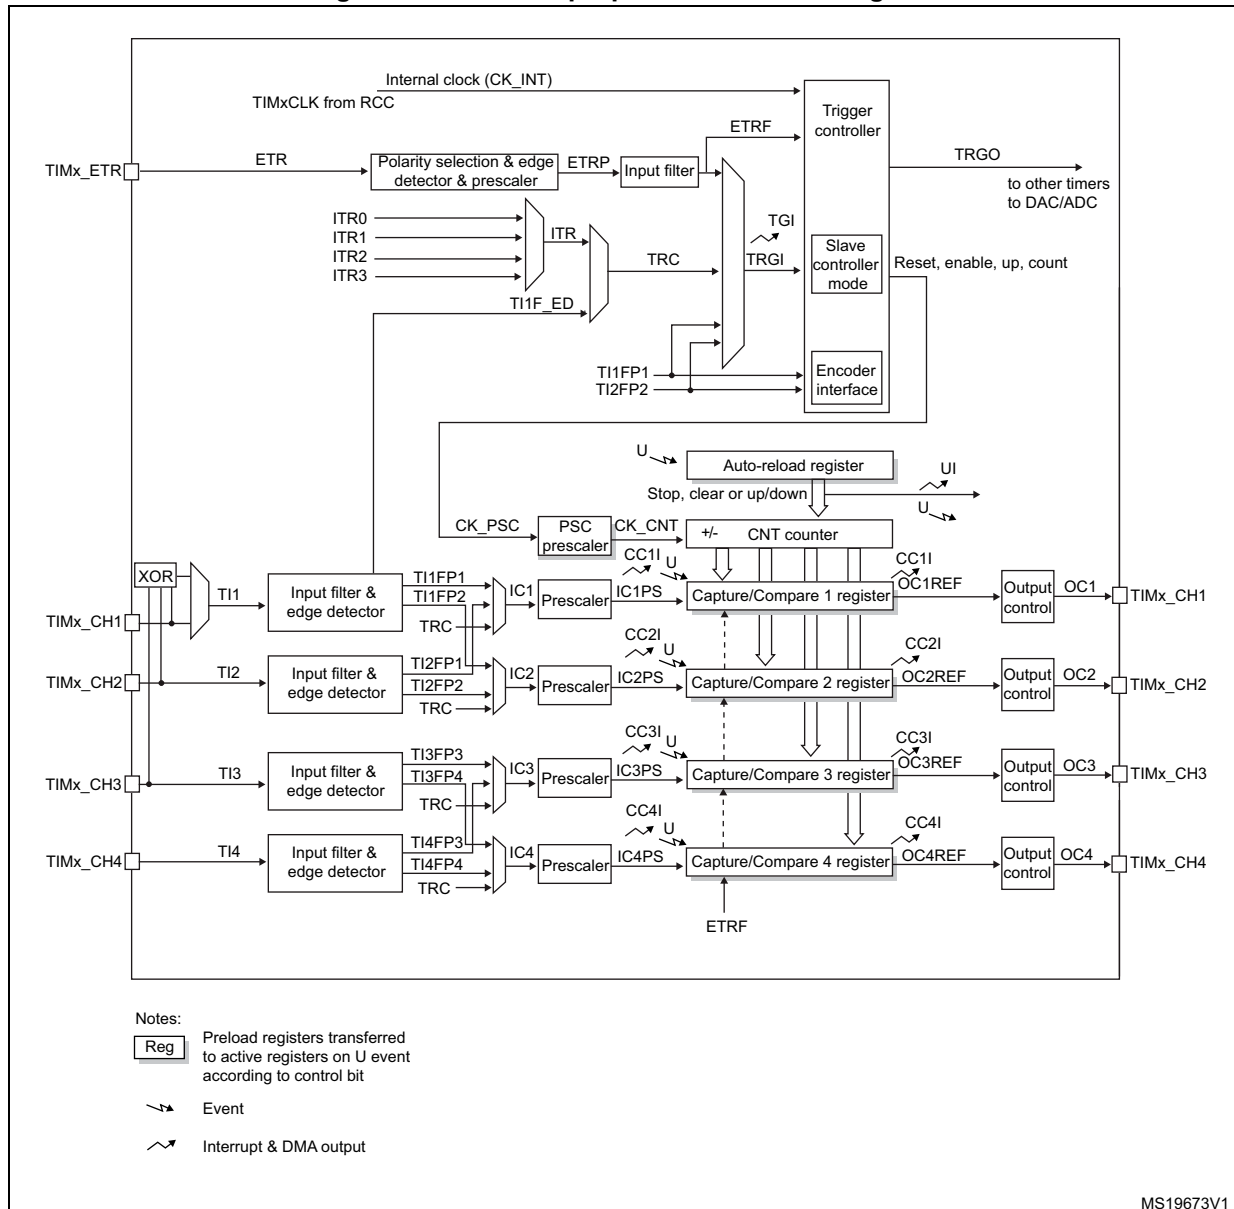 Internal clock (CK_INT)
TIMxCLK from RCC
Trigger
controller
ETRF
TIMx_ETR
ETR
Polarity selection & edge
detector & prescaler
ETRP
Input filter
TRGO
to other timers
to DAC/ADC
ITR0
ITR1
ITR2
ITR3
ITR
TRC
TI1F_ED
TGI
TRGI
Slave
controller
mode
Reset, enable, up, count
TI1FP1
TI2FP2
Encoder
interface
U
Auto-reload register
UI
Stop, clear or up/down
U
CK_PSC
PSC
prescaler
CK_CNT
+/-
CNT counter
XOR
TI1
Input filter &
edge detector
TI1FP1
TI1FP2
TRC
IC1
Prescaler
IC1PS
CC1I
U
Capture/Compare 1 register
CC1I
OC1REF
Output
control
OC1
TIMx_CH1
TIMx_CH1
TIMx_CH2
TI2
Input filter &
edge detector
TI2FP1
TI2FP2
TRC
IC2
Prescaler
IC2PS
CC2I
U
Capture/Compare 2 register
CC2I
OC2REF
Output
control
OC2
TIMx_CH2
TIMx_CH3
TI3
Input filter &
edge detector
TI3FP3
TI3FP4
TRC
IC3
Prescaler
IC3PS
CC3I
U
Capture/Compare 3 register
CC3I
OC3REF
Output
control
OC3
TIMx_CH3
TIMx_CH4
TI4
Input filter &
edge detector
TI4FP3
TI4FP4
TRC
IC4
Prescaler
IC4PS
CC4I
U
Capture/Compare 4 register
CC4I
OC4REF
Output
control
OC4
TIMx_CH4
ETRF
Notes:
Reg
Preload registers transferred
to active registers on U event
according to control bit
Event
Interrupt & DMA output
MS19673V1